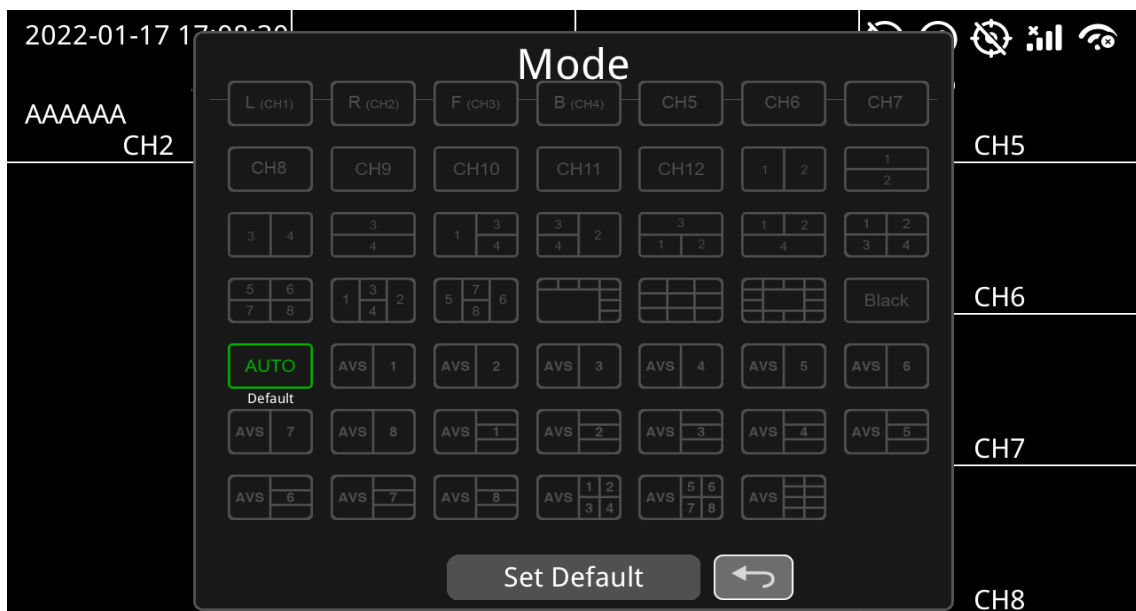 2022-01-17 17:08:20
Mode
AAAAAA
CH2
L (CH1) R (CH2) F (CH3) B (CH4) CH5 CH6 CH7
CH5
CH8 CH9 CH10 CH11 CH12 1 2 1
2
3 4 3 1 3 3 2 3 1 2 1 2
4 4 4 1 2 4 3 4
5 6 1 3 2 5 7 6 Black
7 8 4 8
CH6
AUTO AVS 1 AVS 2 AVS 3 AVS 4 AVS 5 AVS 6
Default
AVS 7 AVS 8 AVS 1 AVS 2 AVS 3 AVS 4 AVS 5
CH7
AVS 6 AVS 7 AVS 8 AVS 1 2 AVS 5 6 AVS
3 4 7 8
Set Default
CH8